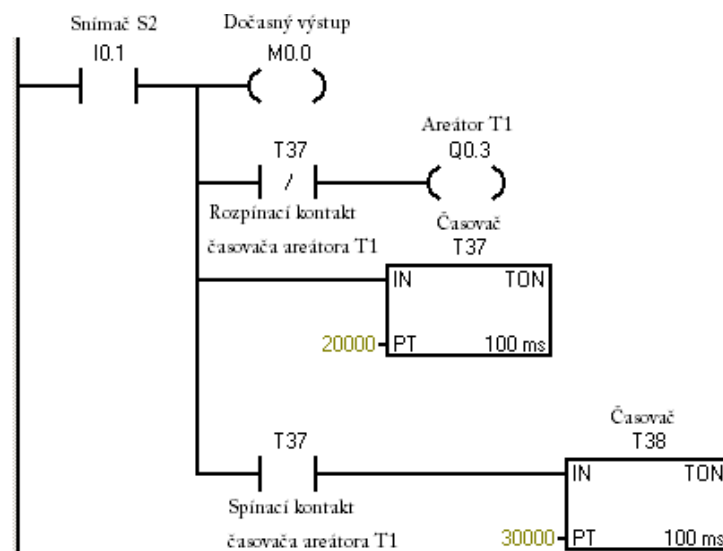 Snímač S2
I0.1
Dočasný výstup
M0.0
T37
/
Areátor T1
Q0.3
Rozpínací kontakt
časovača areátora T1
Časovač
T37
IN TON
20000 PT 100 ms
T37
Spínací kontakt
časovača areátora T1
Časovač
T38
IN TON
30000 PT 100 ms